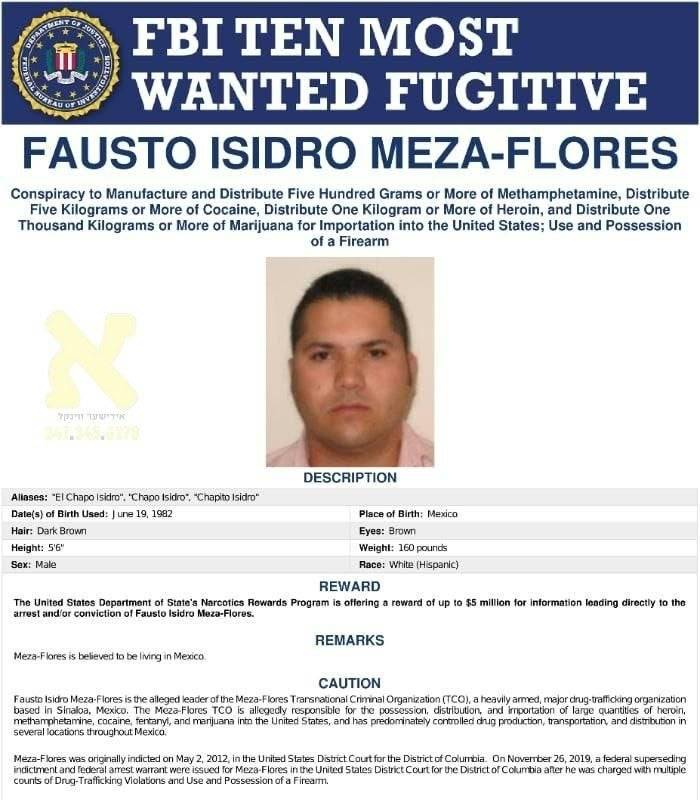 DEPARTMENT OF JUSTICE
FEDERAL BUREAU OF INVESTIGATION
FBI TEN MOST
WANTED FUGITIVE
FAUSTO ISIDRO MEZA-FLORES
Conspiracy to Manufacture and Distribute Five Hundred Grams or More of Methamphetamine, Distribute
Five Kilograms or More of Cocaine, Distribute One Kilogram or More of Heroin, and Distribute One
Thousand Kilograms or More of Marijuana for Importation into the United States; Use and Possession
of a Firearm
א
אידישער ווינקל
DESCRIPTION
Aliases: "El Chapo Isidro", "Chapo Isidro", "Chapito Isidro"
Date(s) of Birth Used: June 19, 1982 Place of Birth: Mexico
Hair: Dark Brown Eyes: Brown
Height: 5'6" Weight: 160 pounds
Sex: Male Race: White (Hispanic)
REWARD
The United States Department of State's Narcotics Rewards Program is offering a reward of up to $5 million for information leading directly to the
arrest and/or conviction of Fausto Isidro Meza-Flores.
REMARKS
Meza-Flores is believed to be living in Mexico.
CAUTION
Fausto Isidro Meza-Flores is the alleged leader of the Meza-Flores Transnational Criminal Organization (TCO), a heavily armed, major drug-trafficking organization
based in Sinaloa, Mexico. The Meza-Flores TCO is allegedly responsible for the possession, distribution, and importation of large quantities of heroin,
methamphetamine, cocaine, fentanyl, and marijuana into the United States, and has predominately controlled drug production, transportation, and distribution in
several locations throughout Mexico.
Meza-Flores was originally indicted on May 2, 2012, in the United States District Court for the District of Columbia. On November 26, 2019, a federal superseding
indictment and federal arrest warrant were issued for Meza-Flores in the United States District Court for the District of Columbia after he was charged with multiple
counts of Drug-Trafficking Violations and Use and Possession of a Firearm.